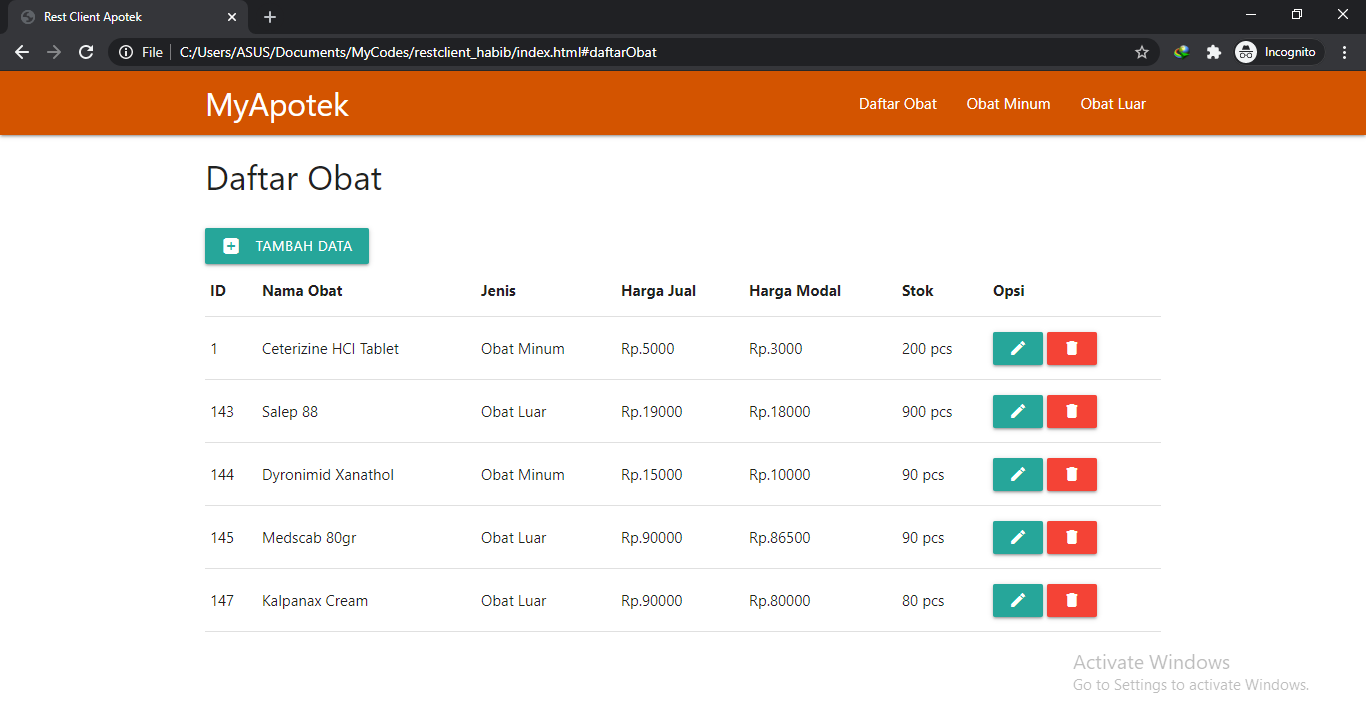 Rest Client Apotek
File C:/Users/ASUS/Documents/MyCodes/restclient_habib/index.html#daftarObat Incognito
MyApotek Daftar Obat Obat Minum Obat Luar
Daftar Obat
TAMBAH DATA
ID Nama Obat Jenis Harga Jual Harga Modal Stok Opsi
1 Ceterizine HCI Tablet Obat Minum Rp.5000 Rp.3000 200 pcs
143 Salep 88 Obat Luar Rp.19000 Rp.18000 900 pcs
144 Dyronimid Xanathol Obat Minum Rp.15000 Rp.10000 90 pcs
145 Medscab 80gr Obat Luar Rp.90000 Rp.86500 90 pcs
147 Kalpanax Cream Obat Luar Rp.90000 Rp.80000 80 pcs
Activate Windows
Go to Settings to activate Windows.